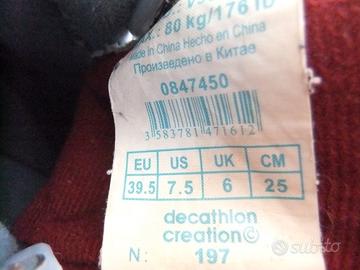 80 kg/176 lb
Made in China Hecho en China
Произведено в Китае
0847450
3 583781 471612
EU US UK CM
39.5 7.5 6 25
decathlon
creation©
N: 197
subito